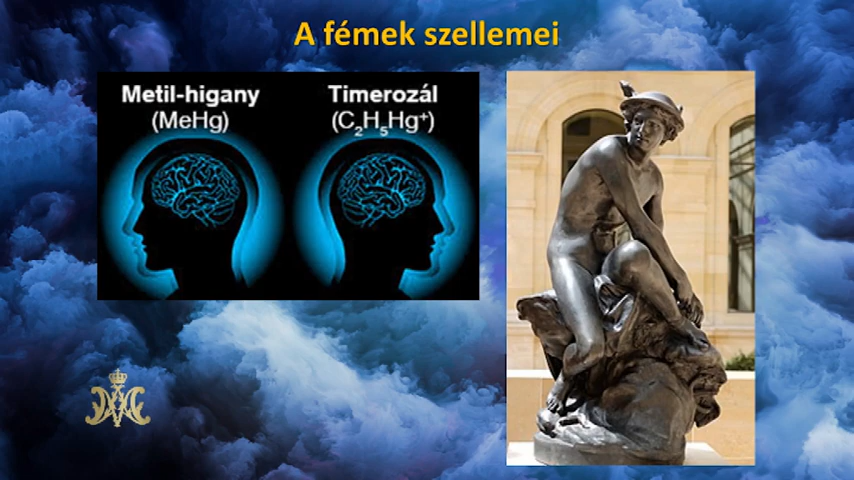 A fémek szellemei
Metil-higany
(MeHg)
Timerozál
(C₂H₅Hg⁺)